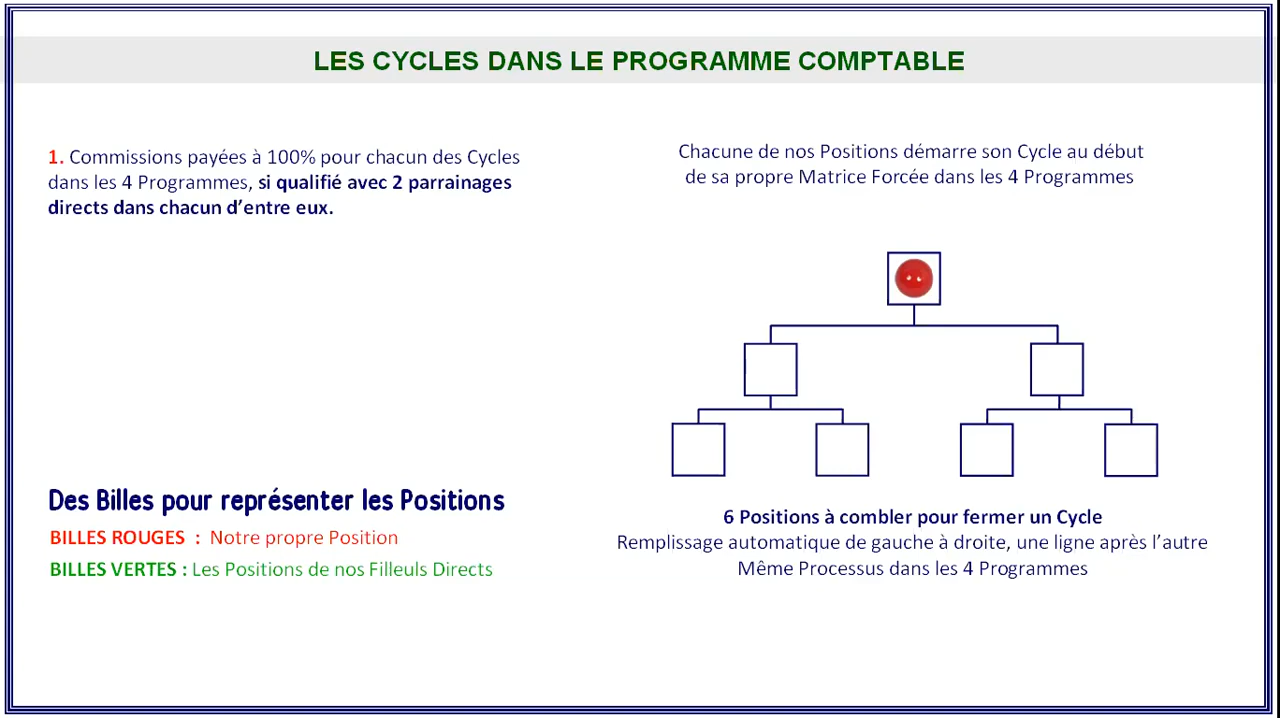 LES CYCLES DANS LE PROGRAMME COMPTABLE
1. Commissions payées à 100% pour chacun des Cycles
dans les 4 Programmes, si qualifié avec 2 parrainages
directs dans chacun d’entre eux.
Chacune de nos Positions démarre son Cycle au début
de sa propre Matrice Forcée dans les 4 Programmes
Des Billes pour représenter les Positions
BILLES ROUGES : Notre propre Position
BILLES VERTES : Les Positions de nos Filleuls Directs
6 Positions à combler pour fermer un Cycle
Remplissage automatique de gauche à droite, une ligne après l’autre
Même Processus dans les 4 Programmes